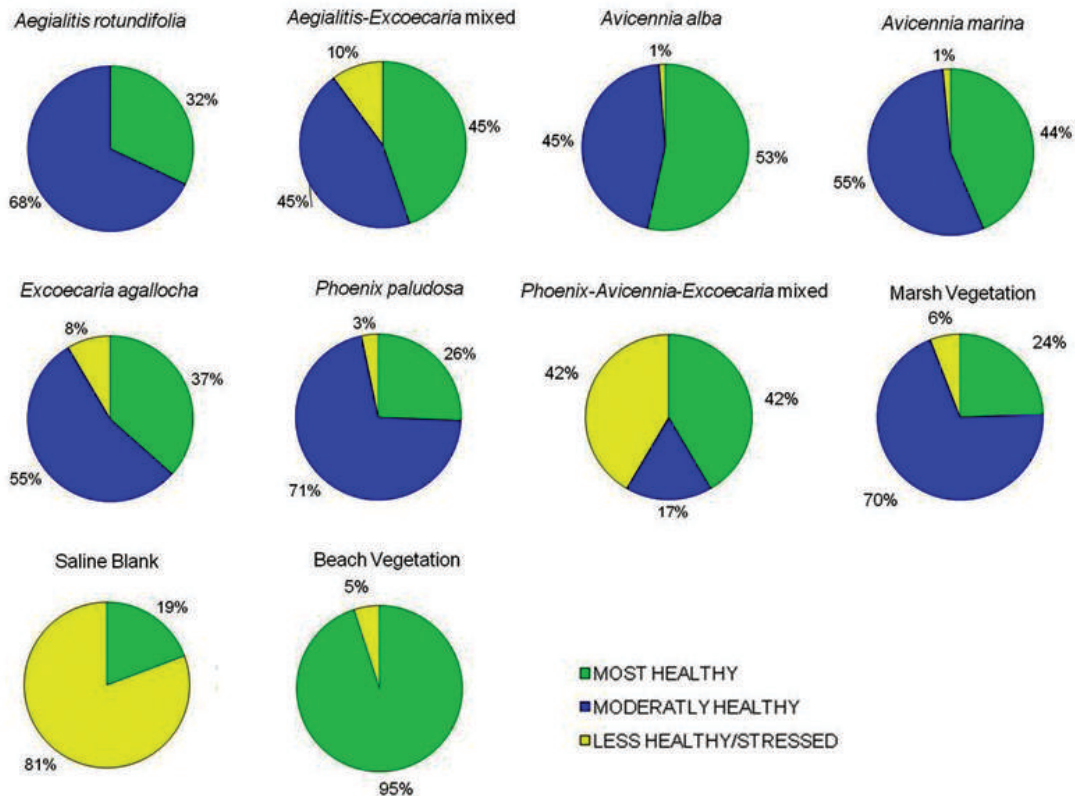 Aegialitis rotundifolia
32%
68%
Aegialitis-Excoecaria mixed
10%
45%
45%
Avicennia alba
1%
45%
53%
Avicennia marina
1%
44%
55%
Excoecaria agallocha
8%
37%
55%
Phoenix paludosa
3%
26%
71%
Phoenix-Avicennia-Excoecaria mixed
42%
42%
17%
Marsh Vegetation
6%
24%
70%
Saline Blank
19%
81%
Beach Vegetation
5%
95%
MOST HEALTHY
MODERATLY HEALTHY
LESS HEALTHY/STRESSED